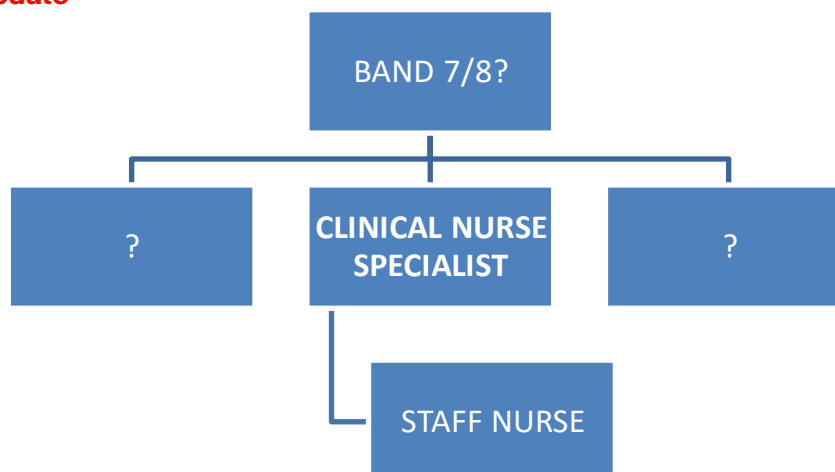 BAND 7/8?
?
CLINICAL NURSE
SPECIALIST
?
STAFF NURSE